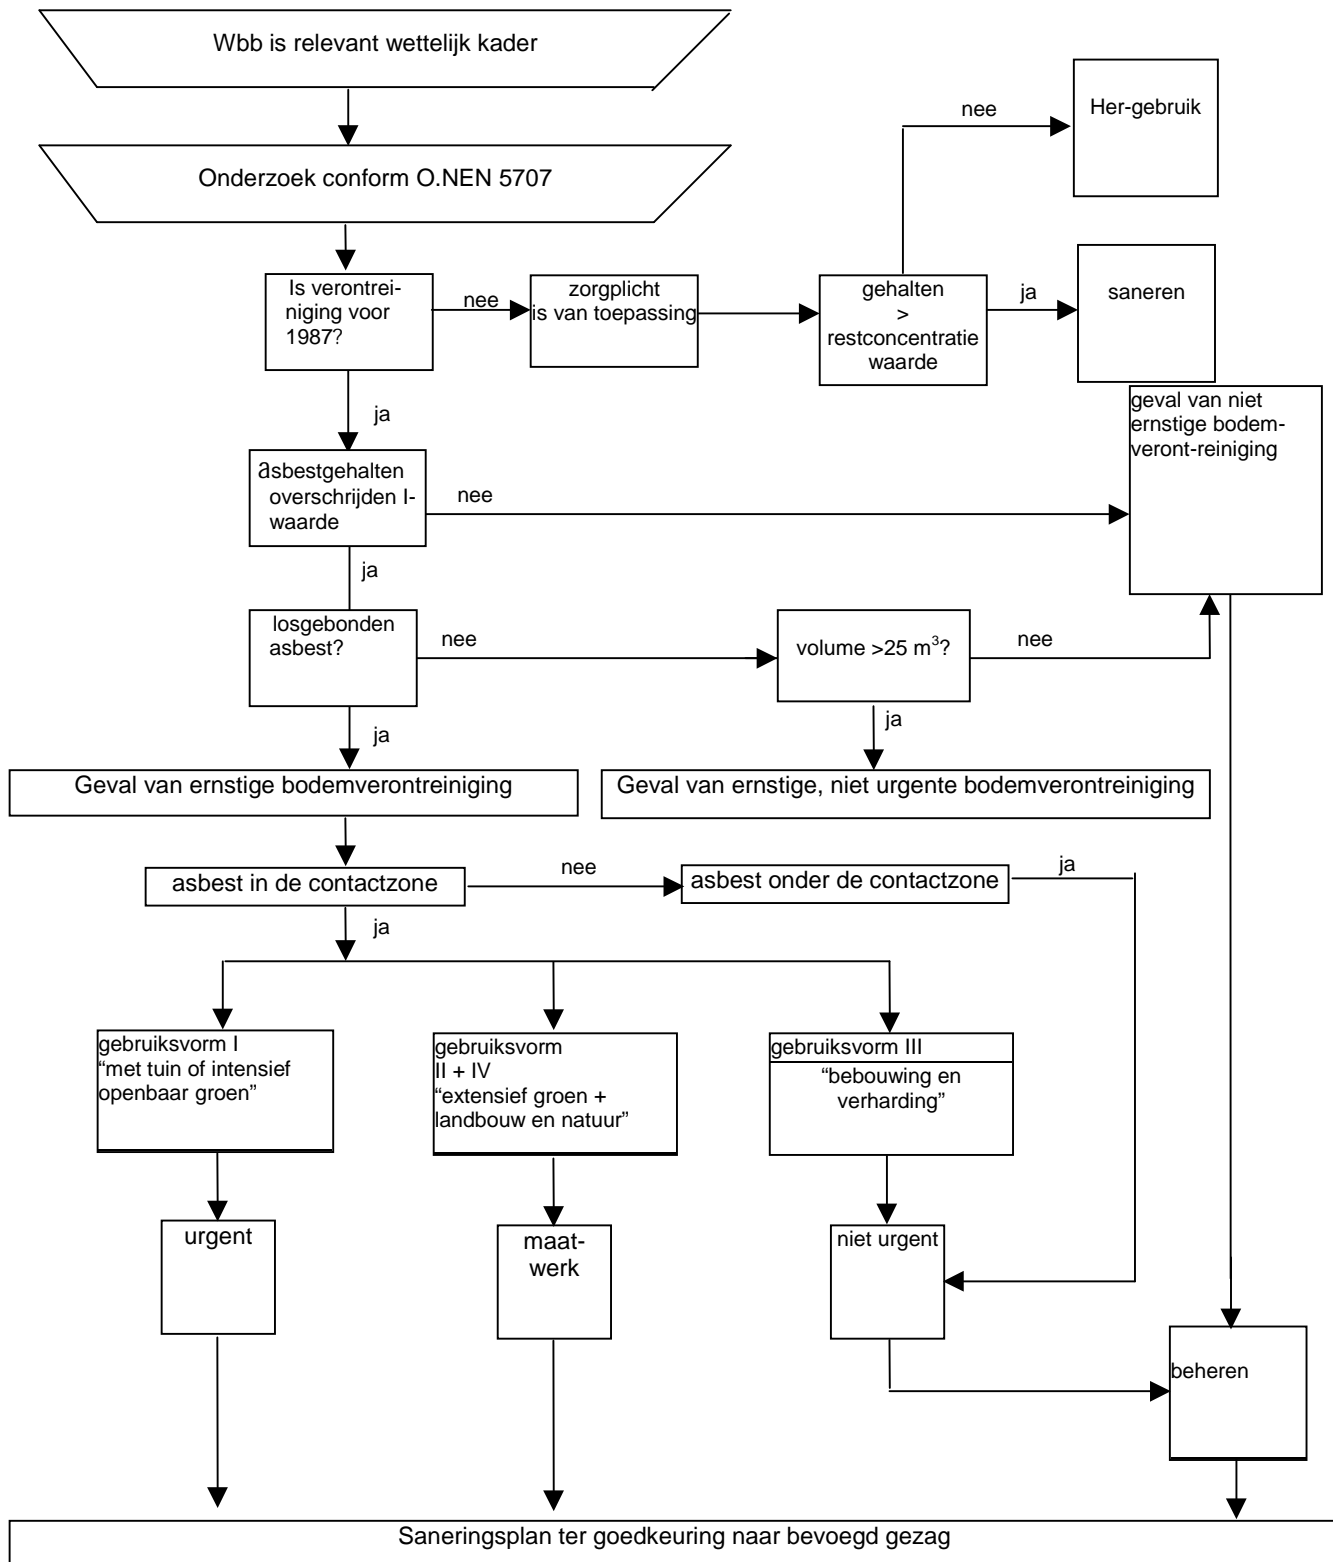 Wbb is relevant wettelijk kader
nee
Her-gebruik
Onderzoek conform O.NEN 5707
Is verontrei-
niging voor
1987?
nee
zorgplicht
is van toepassing
gehalten
>
restconcentratie
waarde
ja
saneren
ja
geval van niet
ernstige bodem-
veront-reiniging
asbestgehalten
overschrijden I-
waarde
nee
ja
losgebonden
asbest?
nee
volume >25 m³?
nee
ja
ja
Geval van ernstige bodemverontreiniging
Geval van ernstige, niet urgente bodemverontreiniging
asbest in de contactzone
nee
asbest onder de contactzone
ja
ja
gebruiksvorm I
“met tuin of intensief
openbaar groen”
gebruiksvorm
II + IV
“extensief groen +
landbouw en natuur”
gebruiksvorm III
“bebouwing en
verharding”
urgent
maat-
werk
niet urgent
beheren
Saneringsplan ter goedkeuring naar bevoegd gezag